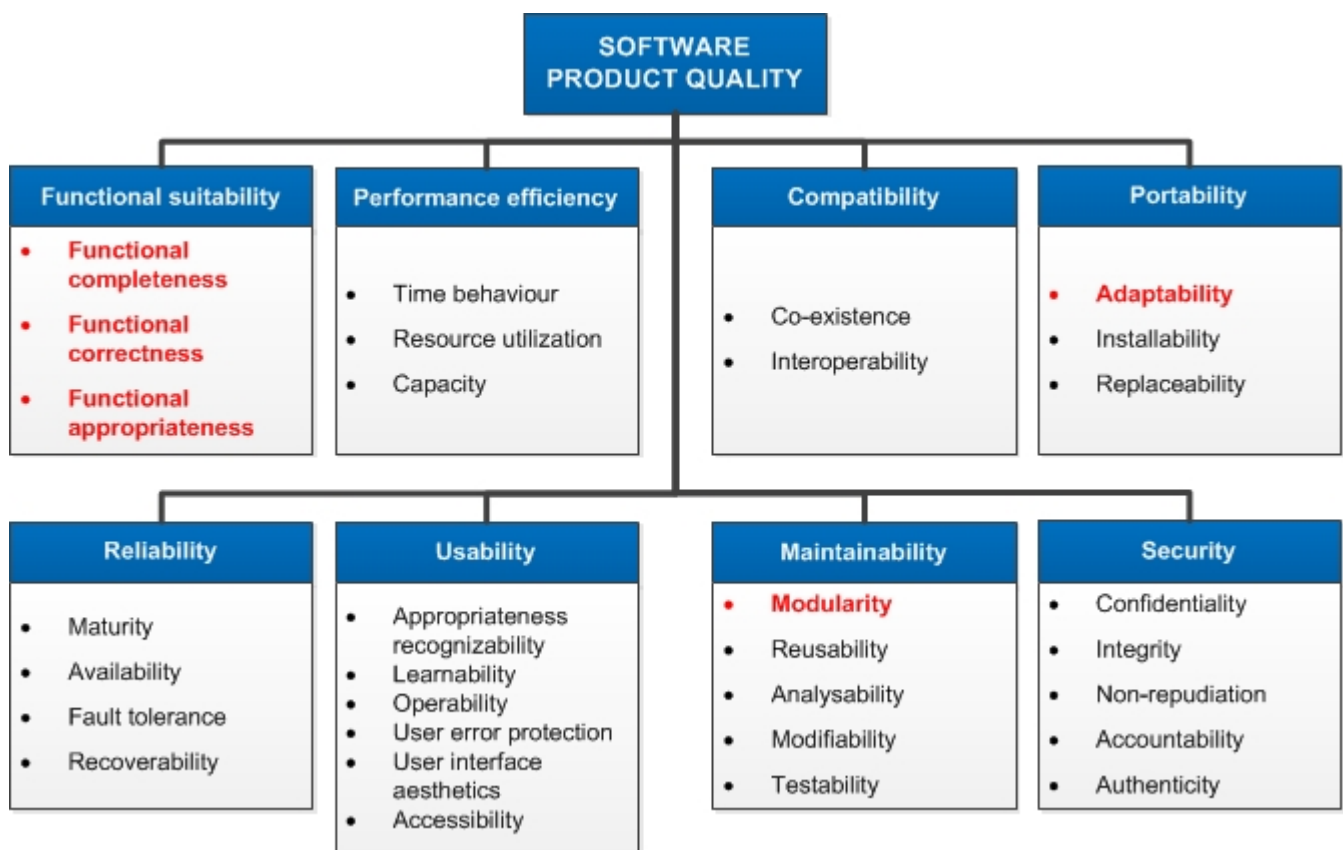 SOFTWARE
PRODUCT QUALITY
Functional suitability
• Functional
completeness
• Functional
correctness
• Functional
appropriateness
Performance efficiency
• Time behaviour
• Resource utilization
• Capacity
Compatibility
• Co-existence
• Interoperability
Portability
• Adaptability
• Installability
• Replaceability
Reliability
• Maturity
• Availability
• Fault tolerance
• Recoverability
Usability
• Appropriateness
recognizability
• Learnability
• Operability
• User error protection
• User interface
aesthetics
• Accessibility
Maintainability
• Modularity
• Reusability
• Analysability
• Modifiability
• Testability
Security
• Confidentiality
• Integrity
• Non-repudiation
• Accountability
• Authenticity